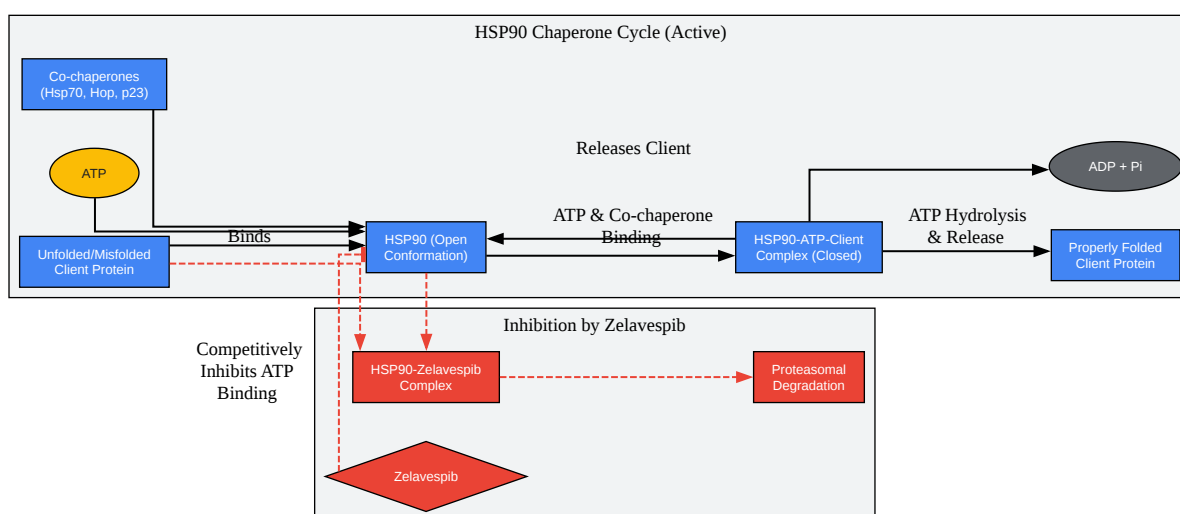 HSP90 Chaperone Cycle (Active)
Co-chaperones
(Hsp70, Hop, p23)
ATP
Unfolded/Misfolded
Client Protein
Binds
HSP90 (Open
Conformation)
Releases Client
ATP & Co-chaperone
Binding
HSP90-ATP-Client
Complex (Closed)
ADP + Pi
ATP Hydrolysis
& Release
Properly Folded
Client Protein
Inhibition by Zelavespib
Competitively
Inhibits ATP
Binding
HSP90-Zelavespib
Complex
Proteasomal
Degradation
Zelavespib